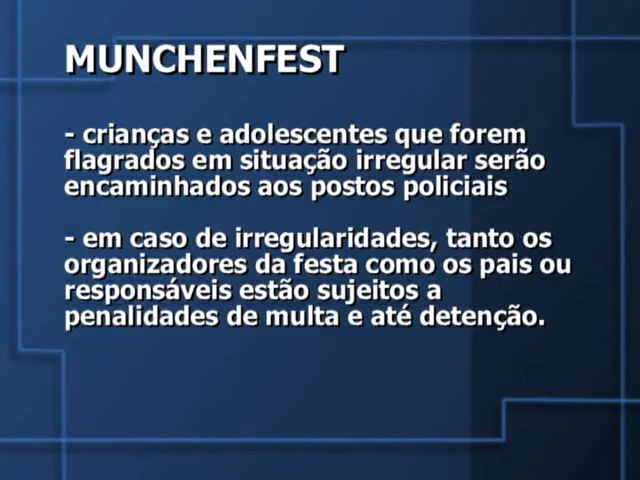 MUNCHENFEST
- crianças e adolescentes que forem
flagrados em situação irregular serão
encaminhados aos postos policiais
- em caso de irregularidades, tanto os
organizadores da festa como os pais ou
responsáveis estão sujeitos a
penalidades de multa e até detenção.